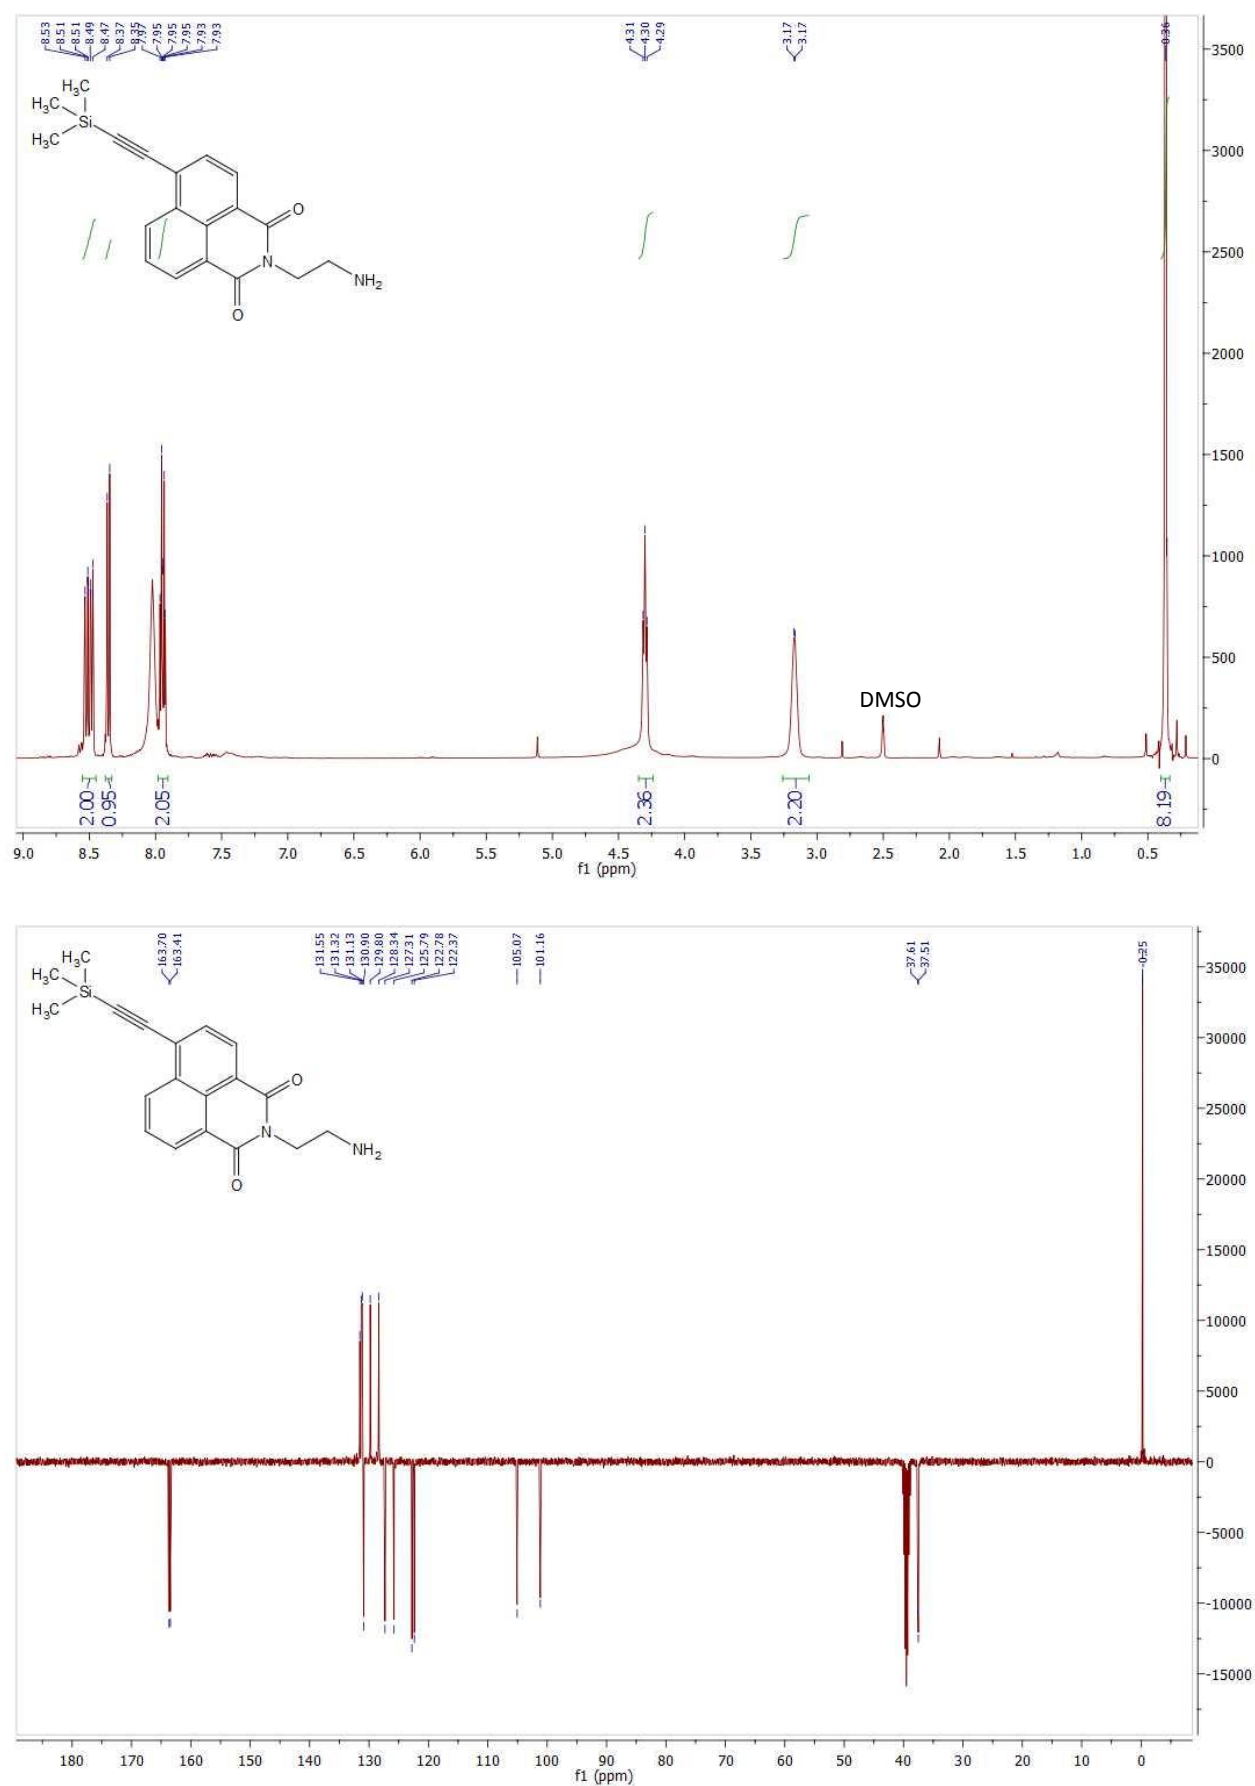 8.53 8.51 8.51 8.49 8.47 8.37 8.35 7.97 7.95 7.95 7.95 7.93 7.93 4.31 4.30 4.29 3.17 3.17 0.36
H₃C CH₃
H₃C Si
O
N
NH₂
O
DMSO
3500
3000
2500
2000
1500
1000
500
0
2.00 0.95 2.05 2.36 2.20 8.19
9.0 8.5 8.0 7.5 7.0 6.5 6.0 5.5 5.0 4.5 4.0 3.5 3.0 2.5 2.0 1.5 1.0 0.5
f1 (ppm)
163.70 163.41 131.55 131.32 131.13 130.90 129.80 128.34 127.31 125.79 122.78 122.37 105.07 101.16 37.61 37.51 -0.25
H₃C CH₃
H₃C Si
O
N
NH₂
O
35000
30000
25000
20000
15000
10000
5000
0
-5000
-10000
-15000
180 170 160 150 140 130 120 110 100 90 80 70 60 50 40 30 20 10 0
f1 (ppm)